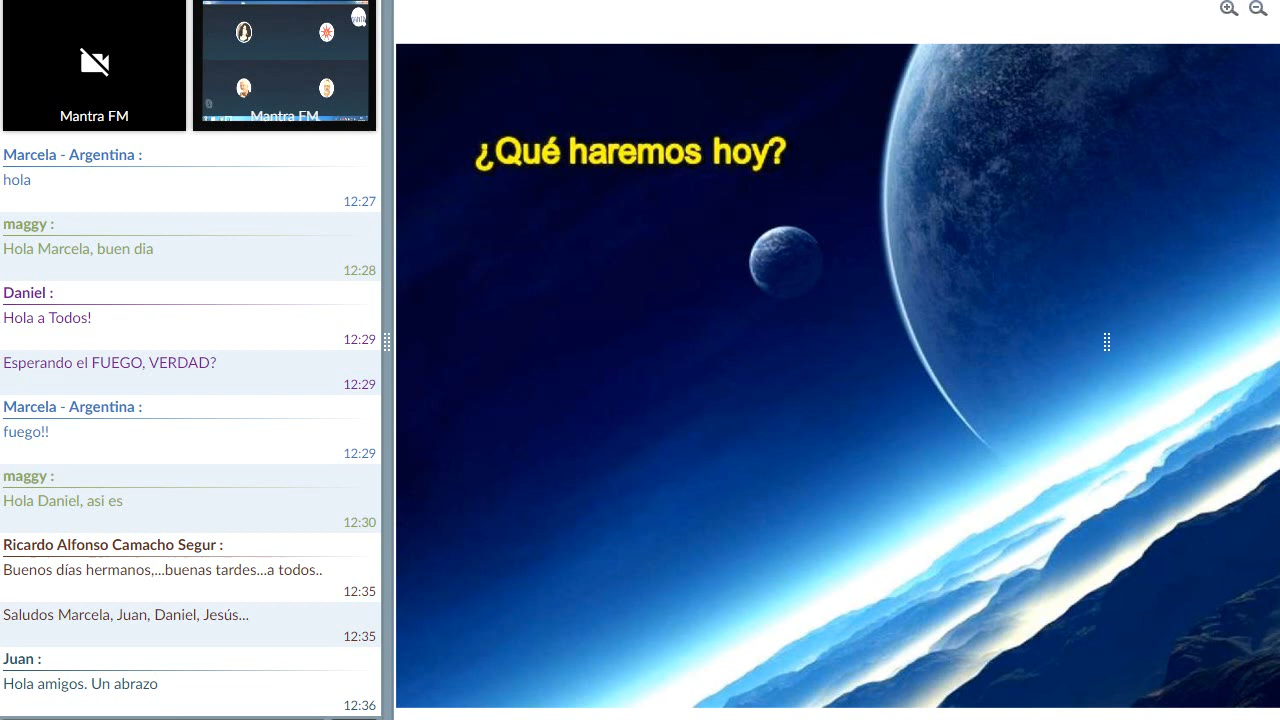 Mantra FM
Mantra FM
Marcela - Argentina :
hola
12:27
maggy :
Hola Marcela, buen dia
12:28
Daniel :
Hola a Todos!
12:29
Esperando el FUEGO, VERDAD?
12:29
Marcela - Argentina :
fuego!!
12:29
maggy :
Hola Daniel, asi es
12:30
Ricardo Alfonso Camacho Segur :
Buenos días hermanos,...buenas tardes...a todos..
12:35
Saludos Marcela, Juan, Daniel, Jesús...
12:35
Juan :
Hola amigos. Un abrazo
12:36
¿Qué haremos hoy?